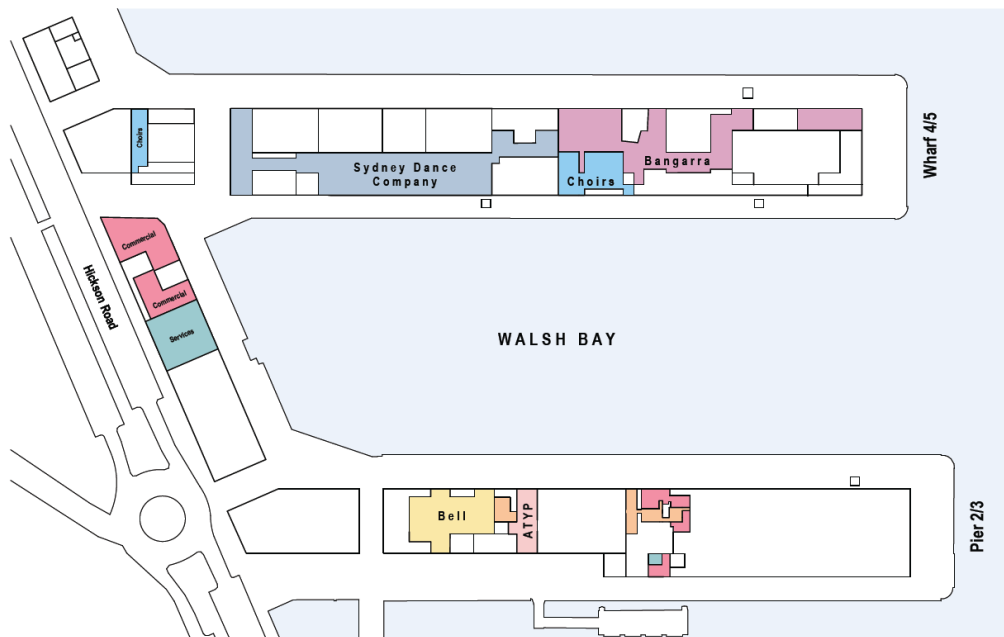 Choirs
Sydney Dance
Company
Choirs
Bangarra
Wharf 4/5
Commercial
Commercial
Services
Hickson Road
WALSH BAY
Bell
ATYP
Pier 2/3